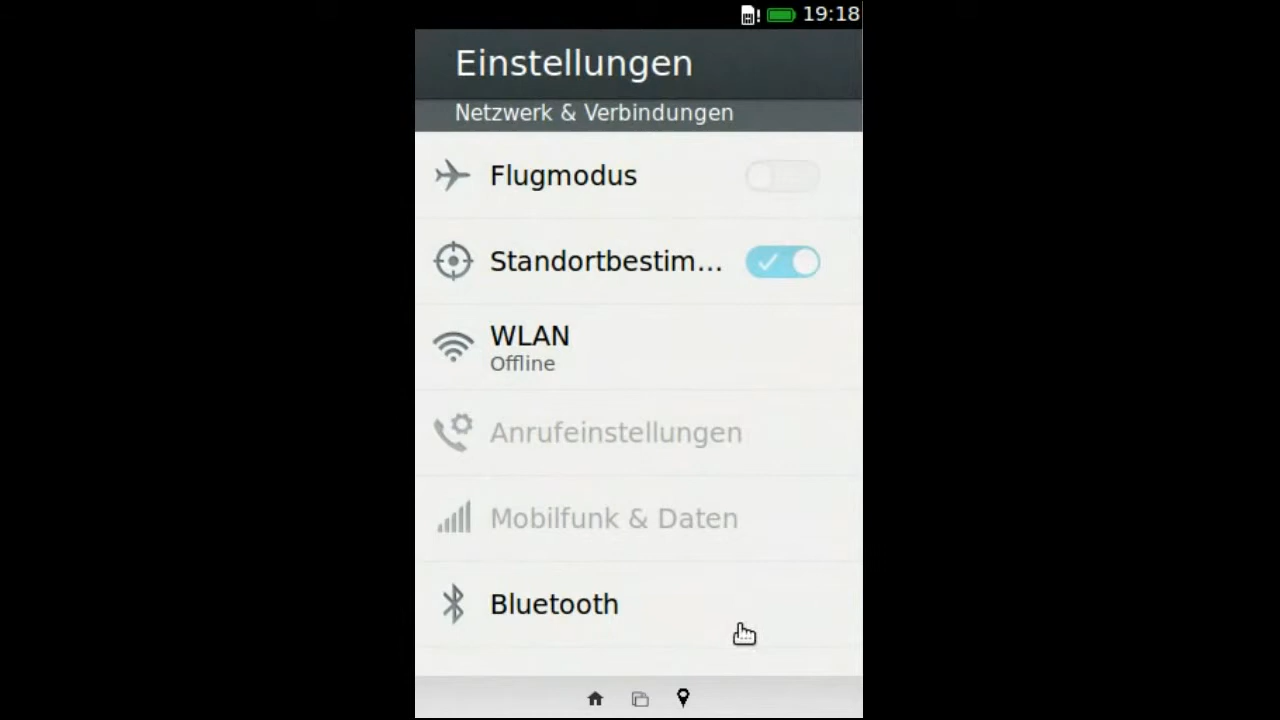 19:18
Einstellungen
Netzwerk & Verbindungen
Flugmodus
Standortbestim...
WLAN
Offline
Anrufeinstellungen
Mobilfunk & Daten
Bluetooth